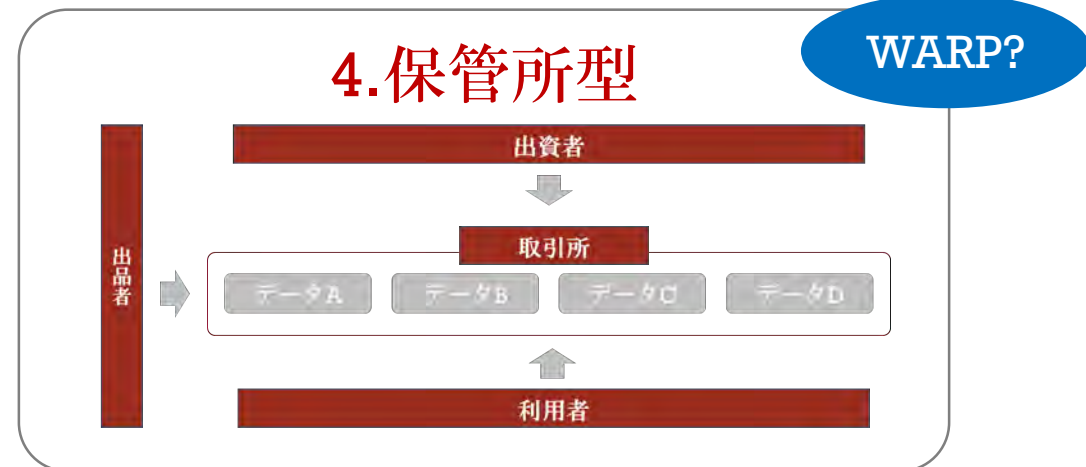 WARP?
4.保管所型
出資者
出品者
取引所
データA
データB
データC
データD
利用者